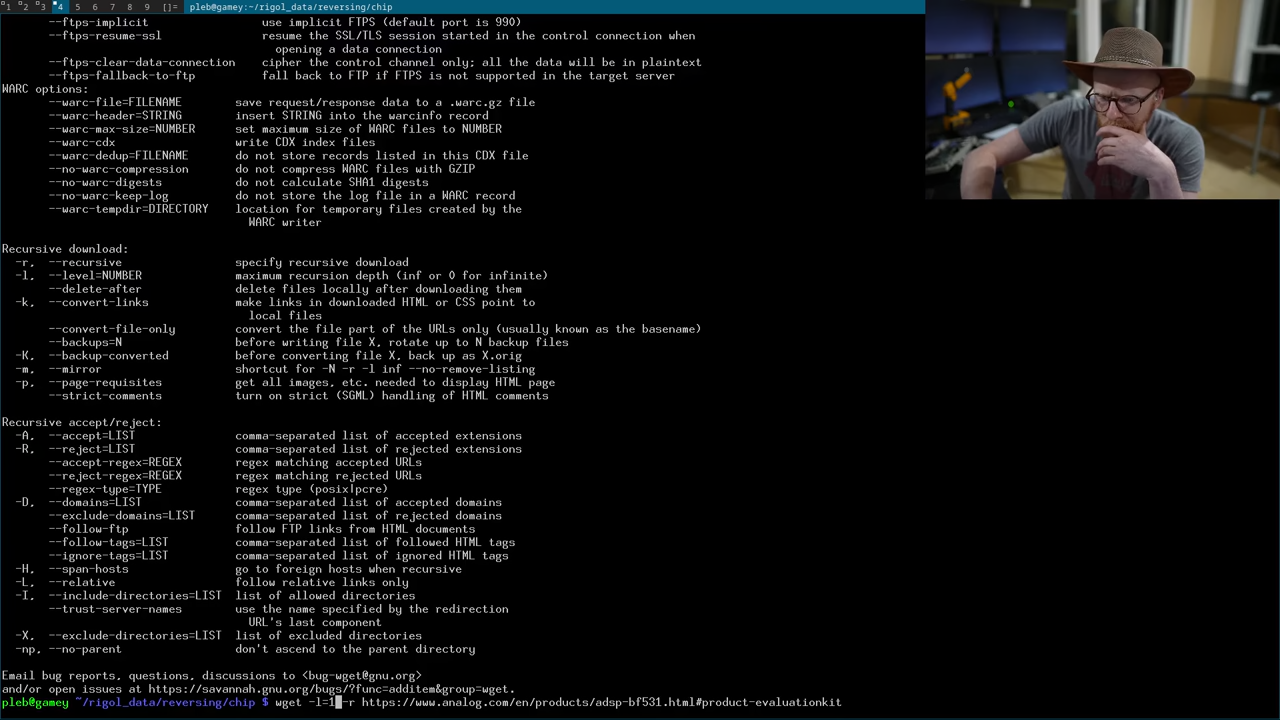 1 2 3 4 5 6 7 8 9 []= pleb@gamey:~/rigol_data/reversing/chip
--ftps-implicit use implicit FTPS (default port is 990)
--ftps-resume-ssl resume the SSL/TLS session started in the control connection when
opening a data connection
--ftps-clear-data-connection cipher the control channel only; all the data will be in plaintext
--ftps-fallback-to-ftp fall back to FTP if FTPS is not supported in the target server
WARC options:
--warc-file=FILENAME save request/response data to a .warc.gz file
--warc-header=STRING insert STRING into the warcinfo record
--warc-max-size=NUMBER set maximum size of WARC files to NUMBER
--warc-cdx write CDX index files
--warc-dedup=FILENAME do not store records listed in this CDX file
--no-warc-compression do not compress WARC files with GZIP
--no-warc-digests do not calculate SHA1 digests
--no-warc-keep-log do not store the log file in a WARC record
--warc-tempdir=DIRECTORY location for temporary files created by the
WARC writer
Recursive download:
-r, --recursive specify recursive download
-l, --level=NUMBER maximum recursion depth (inf or 0 for infinite)
--delete-after delete files locally after downloading them
-k, --convert-links make links in downloaded HTML or CSS point to
local files
--convert-file-only convert the file part of the URLs only (usually known as the basename)
--backups=N before writing file X, rotate up to N backup files
-K, --backup-converted before converting file X, back up as X.orig
-m, --mirror shortcut for -N -r -l inf --no-remove-listing
-p, --page-requisites get all images, etc. needed to display HTML page
--strict-comments turn on strict (SGML) handling of HTML comments
Recursive accept/reject:
-A, --accept=LIST comma-separated list of accepted extensions
-R, --reject=LIST comma-separated list of rejected extensions
--accept-regex=REGEX regex matching accepted URLs
--reject-regex=REGEX regex matching rejected URLs
--regex-type=TYPE regex type (posix|pcre)
-D, --domains=LIST comma-separated list of accepted domains
--exclude-domains=LIST comma-separated list of rejected domains
--follow-ftp follow FTP links from HTML documents
--follow-tags=LIST comma-separated list of followed HTML tags
--ignore-tags=LIST comma-separated list of ignored HTML tags
-H, --span-hosts go to foreign hosts when recursive
-L, --relative follow relative links only
-I, --include-directories=LIST list of allowed directories
--trust-server-names use the name specified by the redirection
URL's last component
-X, --exclude-directories=LIST list of excluded directories
-np, --no-parent don't ascend to the parent directory
Email bug reports, questions, discussions to <bug-wget@gnu.org>
and/or open issues at https://savannah.gnu.org/bugs/?func=additem&group=wget.
pleb@gamey ~/rigol_data/reversing/chip $ wget -l=1 -r https://www.analog.com/en/products/adsp-bf531.html#product-evaluationkit